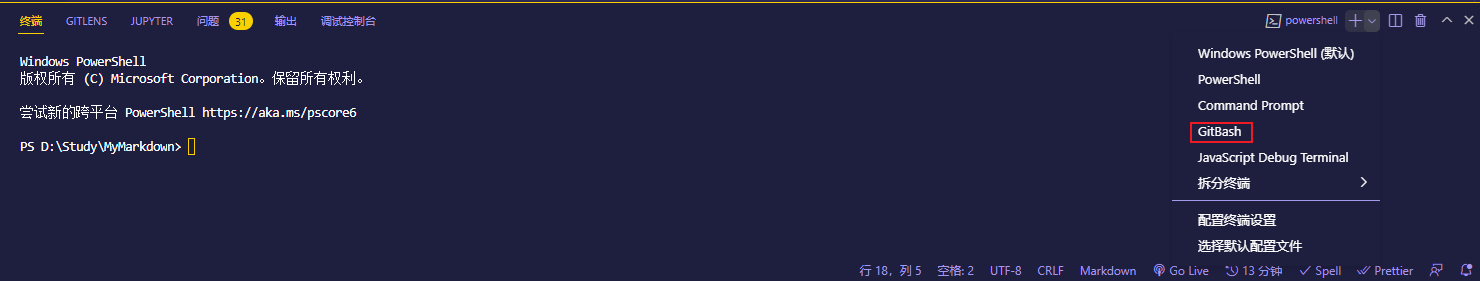 终端 GITLENS JUPYTER 问题 31 输出 调试控制台 powershell
Windows PowerShell
版权所有 (C) Microsoft Corporation。保留所有权利。
尝试新的跨平台 PowerShell https://aka.ms/pscore6
PS D:\Study\MyMarkdown>
Windows PowerShell (默认)
PowerShell
Command Prompt
GitBash
JavaScript Debug Terminal
拆分终端
配置终端设置
选择默认配置文件
行 18，列 5 空格: 2 UTF-8 CRLF Markdown Go Live 13 分钟 Spell Prettier